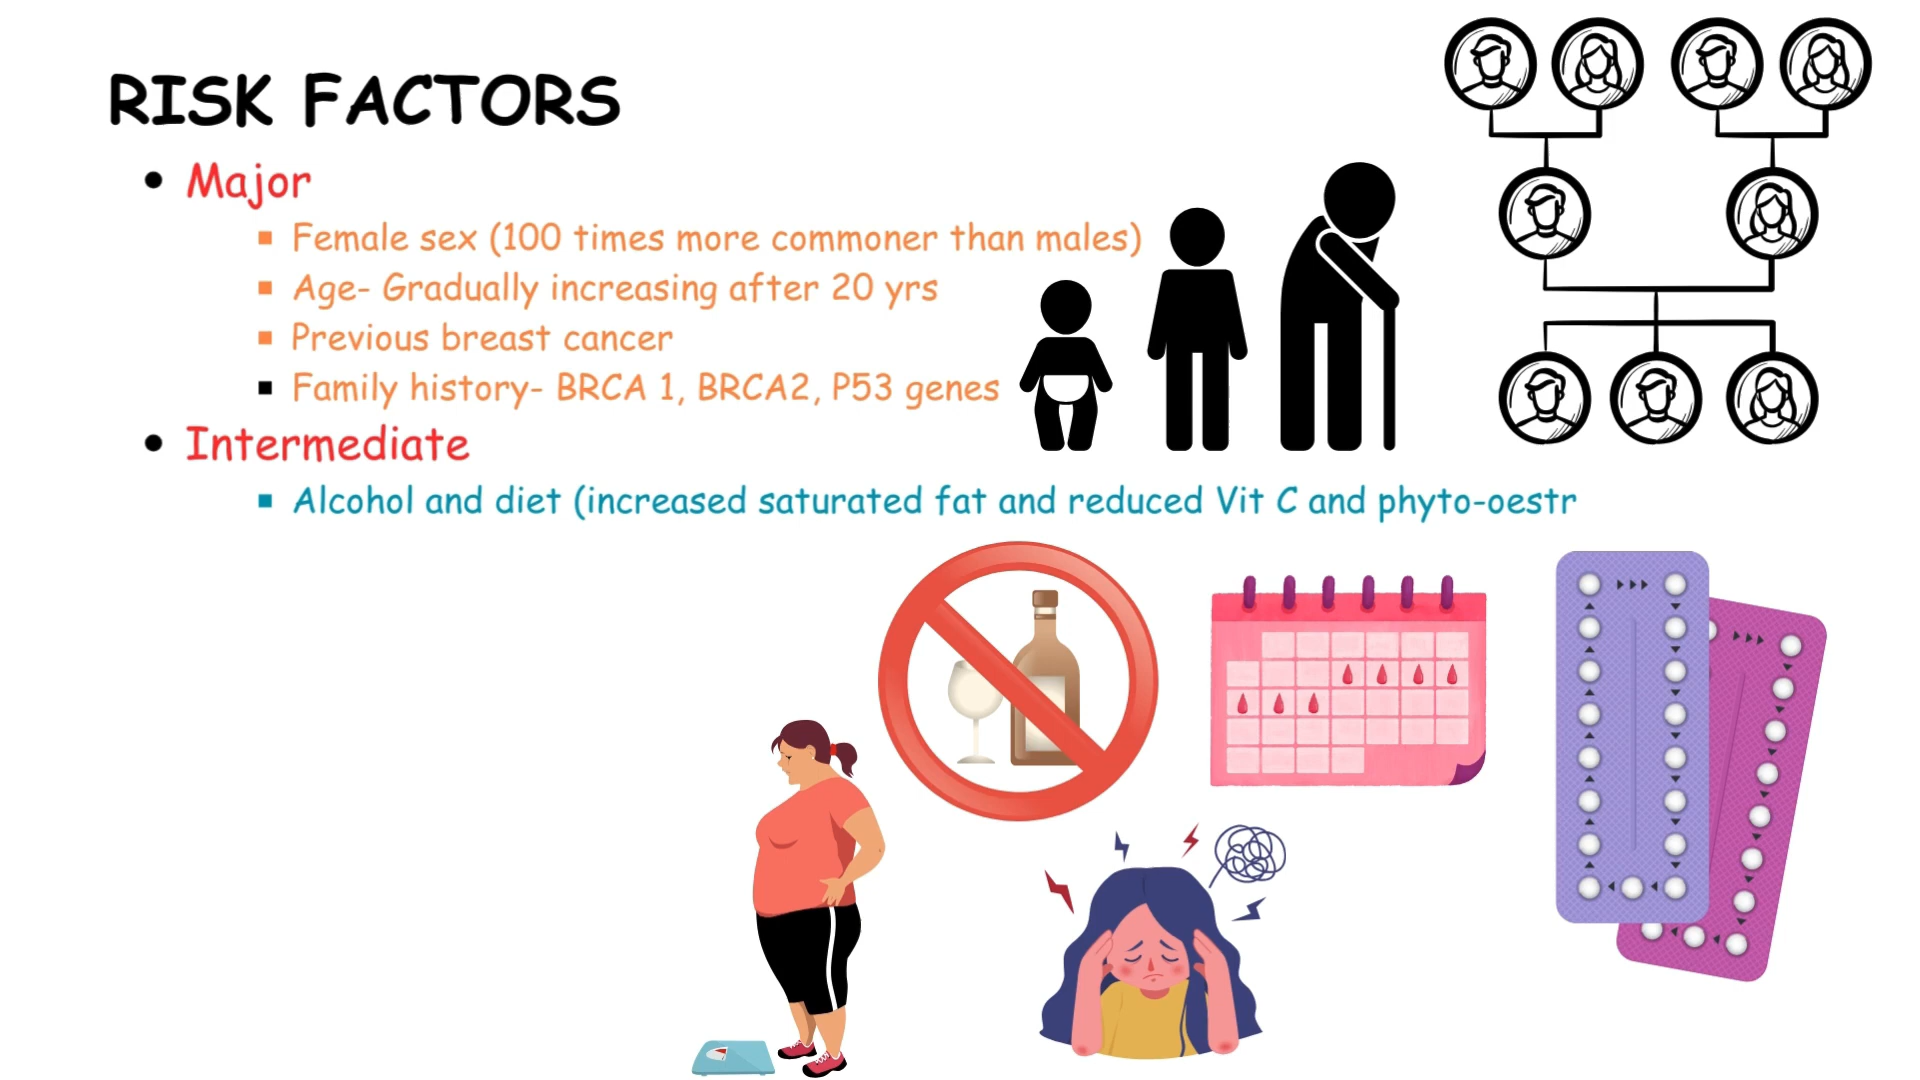 RISK FACTORS
Major
Female sex (100 times more commoner than males)
Age- Gradually increasing after 20 yrs
Previous breast cancer
Family history- BRCA 1, BRCA2, P53 genes
Intermediate
Alcohol and diet (increased saturated fat and reduced Vit C and phyto-oestr